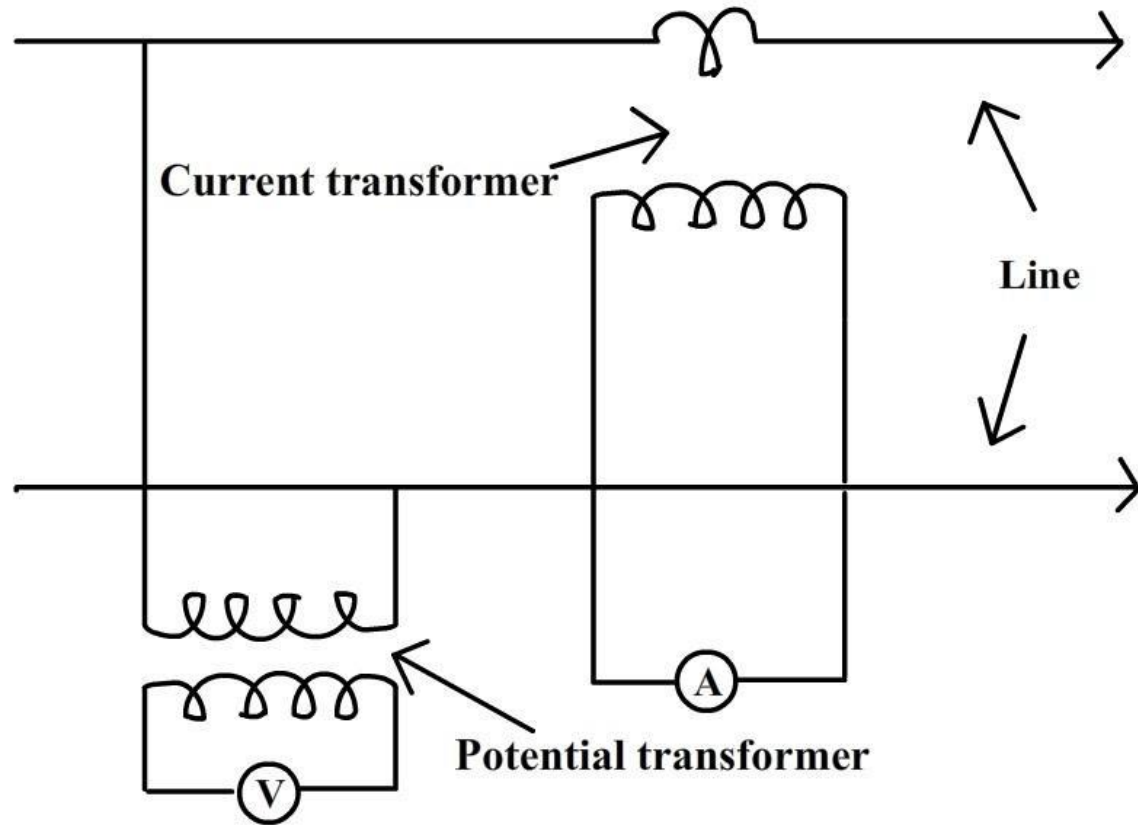 Current transformer
Line
A
Potential transformer
V